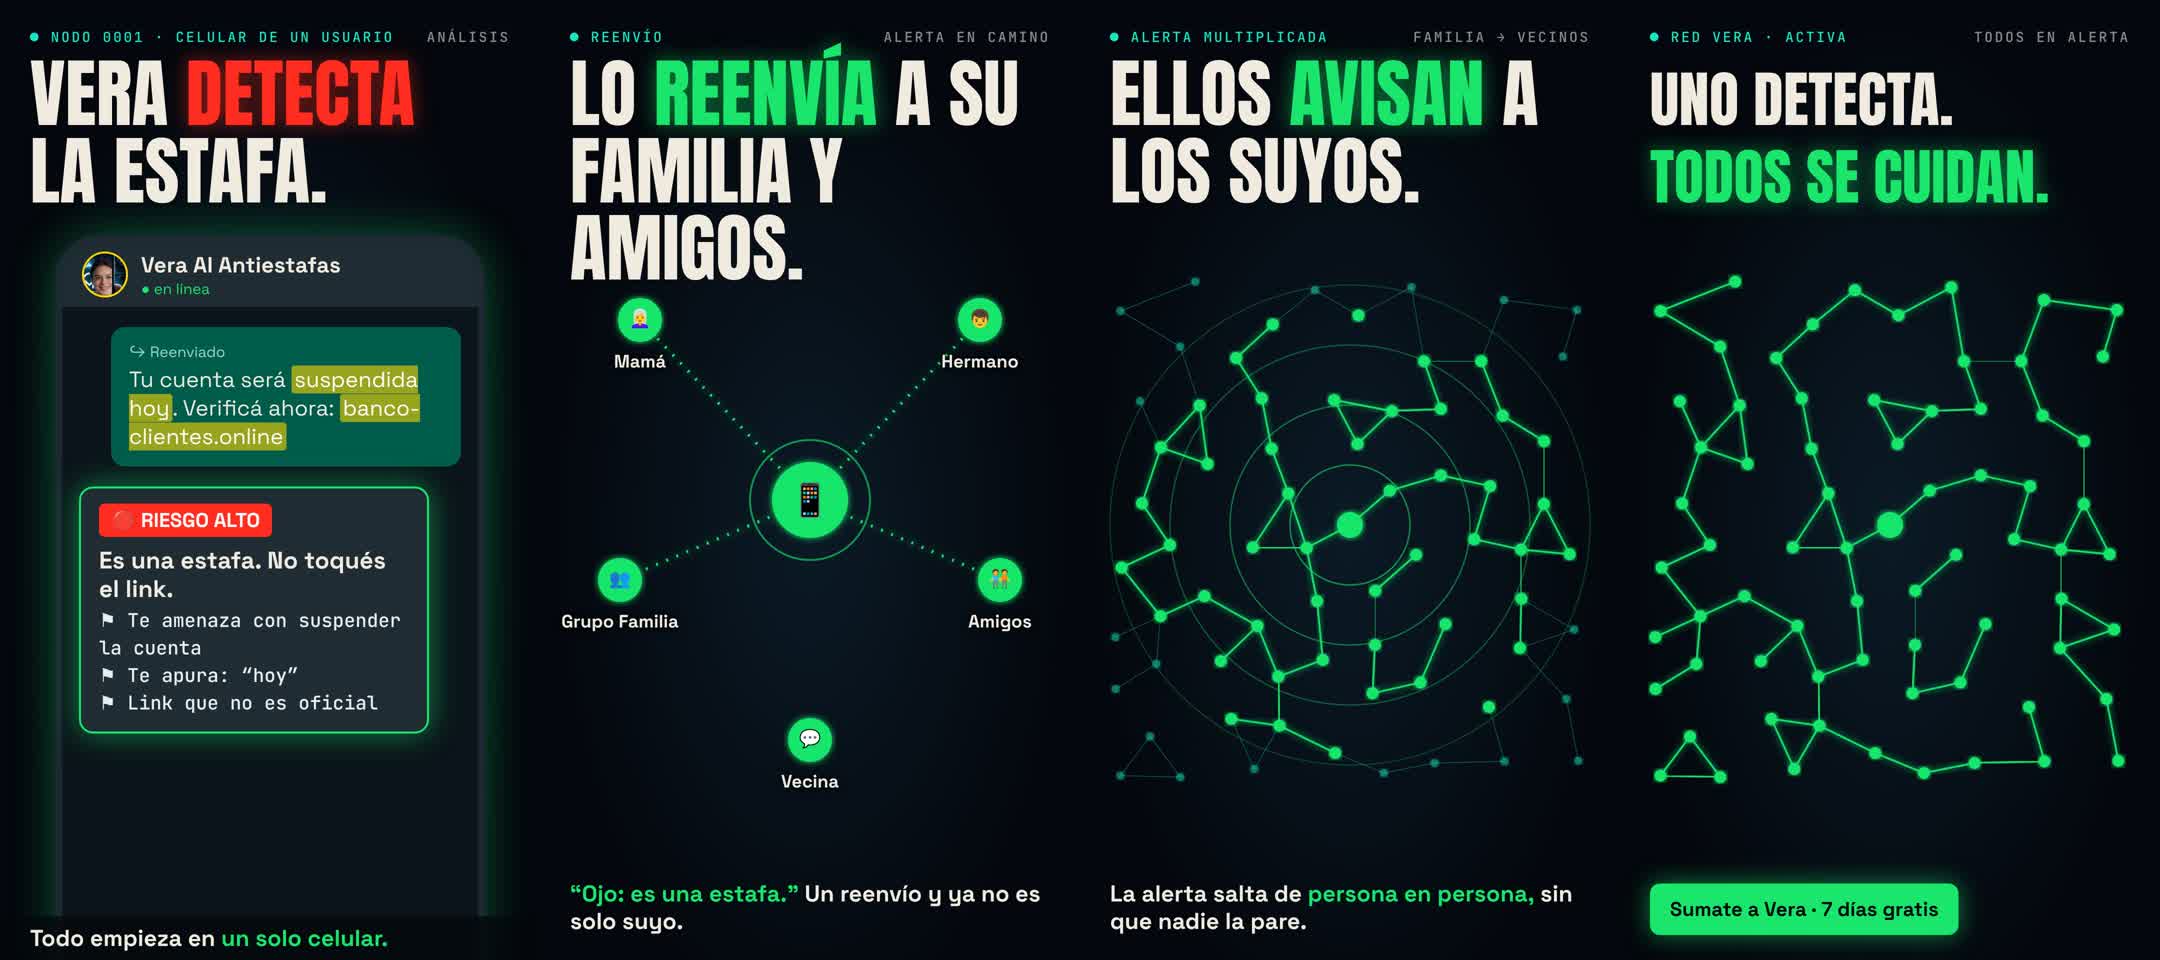 NODO 0001 · CELULAR DE UN USUARIO
ANÁLISIS
VERA DETECTA
LA ESTAFA.
Vera AI Antiestafas
en línea
Reenviado
Tu cuenta será suspendida
hoy. Verificá ahora: banco-
clientes.online
RIESGO ALTO
Es una estafa. No toqués
el link.
Te amenaza con suspender
la cuenta
Te apura: “hoy”
Link que no es oficial
Todo empieza en un solo celular.
REENVÍO
ALERTA EN CAMINO
LO REENVÍA A SU
FAMILIA Y
AMIGOS.
Mamá
Hermano
Grupo Familia
Amigos
Vecina
“Ojo: es una estafa.” Un reenvío y ya no es
solo suyo.
ALERTA MULTIPLICADA
FAMILIA → VECINOS
ELLOS AVISAN A
LOS SUYOS.
La alerta salta de persona en persona, sin
que nadie la pare.
RED VERA · ACTIVA
TODOS EN ALERTA
UNO DETECTA.
TODOS SE CUIDAN.
Sumate a Vera · 7 días gratis